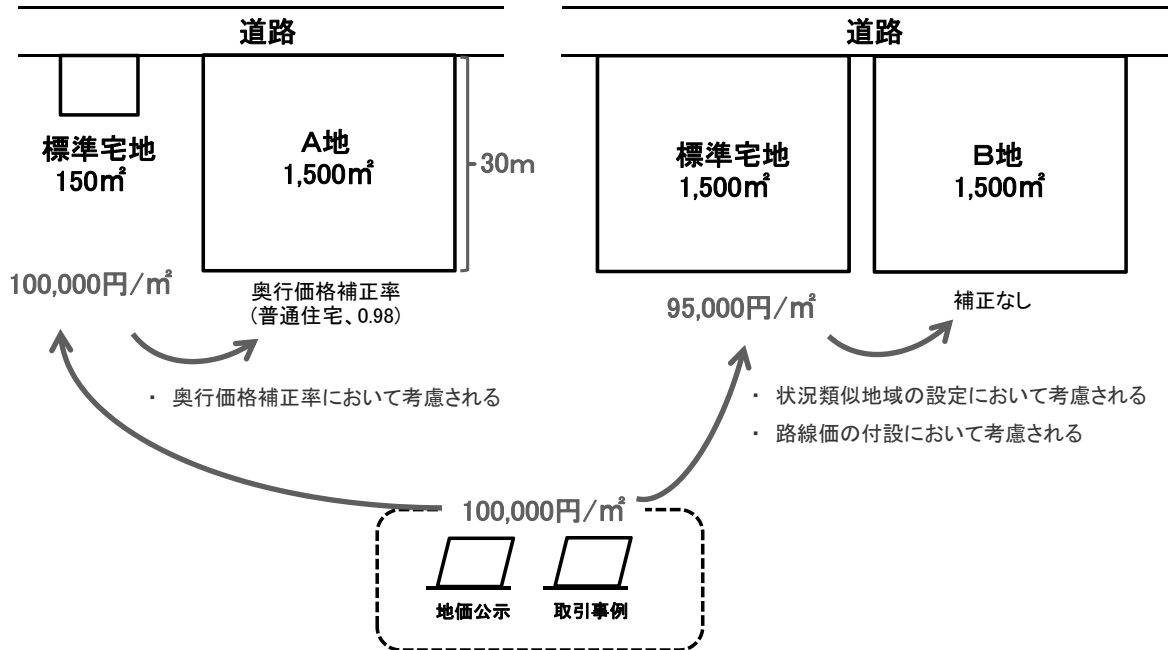 道路
標準宅地
150㎡
A地
1,500㎡
30m
100,000円/㎡
奥行価格補正率
(普通住宅、0.98)
・ 奥行価格補正率において考慮される
道路
標準宅地
1,500㎡
B地
1,500㎡
95,000円/㎡
補正なし
・ 状況類似地域の設定において考慮される
・ 路線価の付設において考慮される
100,000円/㎡
地価公示
取引事例